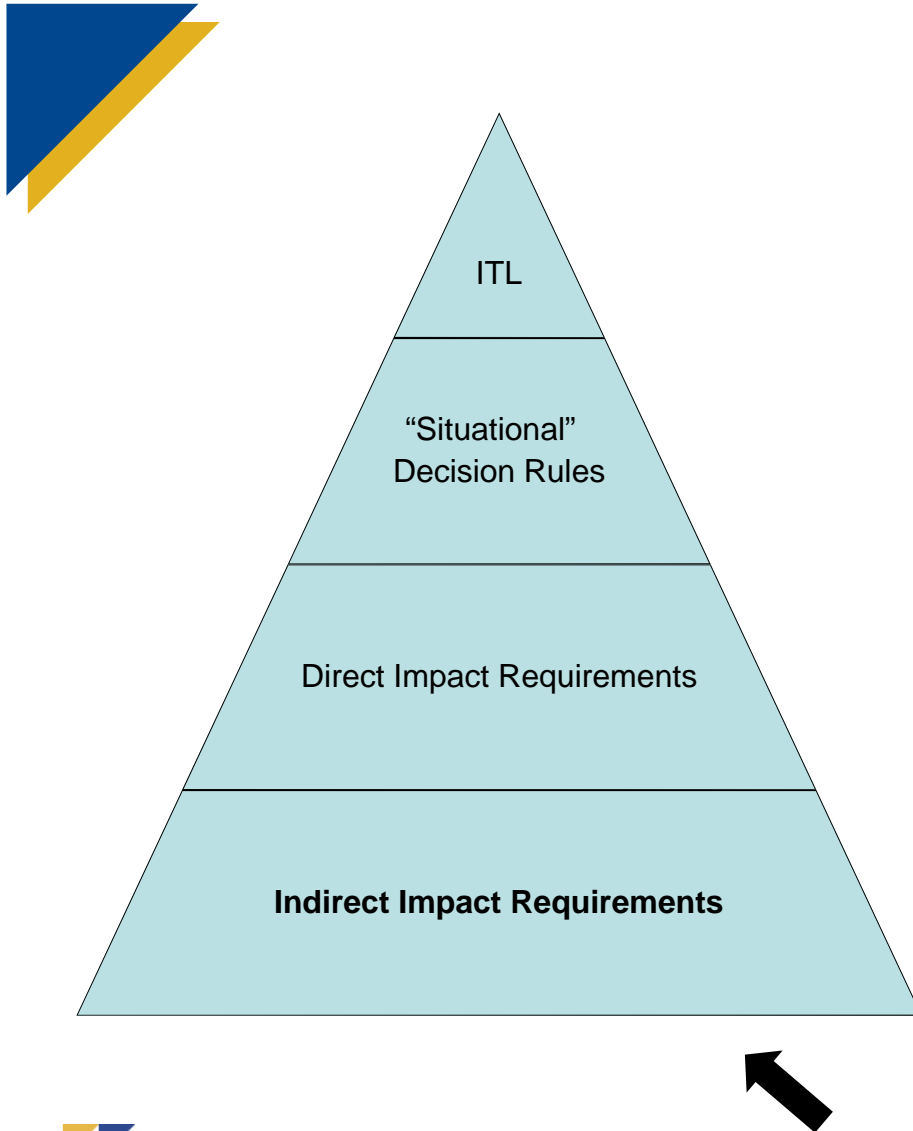 ITL
“Situational”
Decision Rules
Direct Impact Requirements
Indirect Impact Requirements